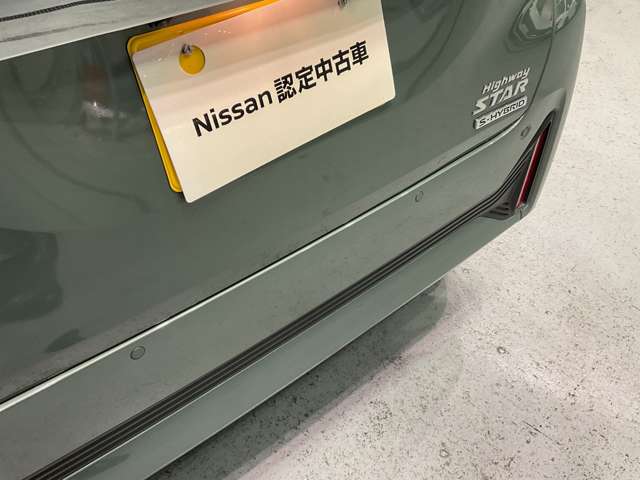 Nissan 認定中古車
Highway
STAR
S-HYBRID